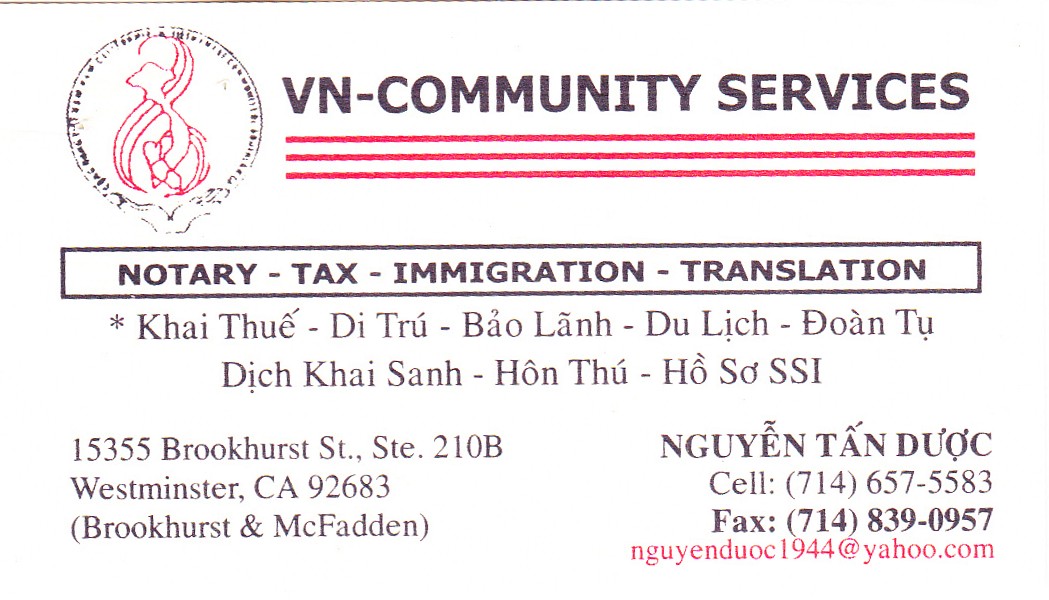 VN-COMMUNITY SERVICES
NOTARY - TAX - IMMIGRATION - TRANSLATION
* Khai Thuế - Di Trú - Bảo Lãnh - Du Lịch - Đoàn Tụ
Dịch Khai Sanh - Hôn Thú - Hồ Sơ SSI
15355 Brookhurst St., Ste. 210B
Westminster, CA 92683
(Brookhurst & McFadden)
NGUYỄN TẤN DƯỢC
Cell: (714) 657-5583
Fax: (714) 839-0957
nguyenduoc1944@yahoo.com